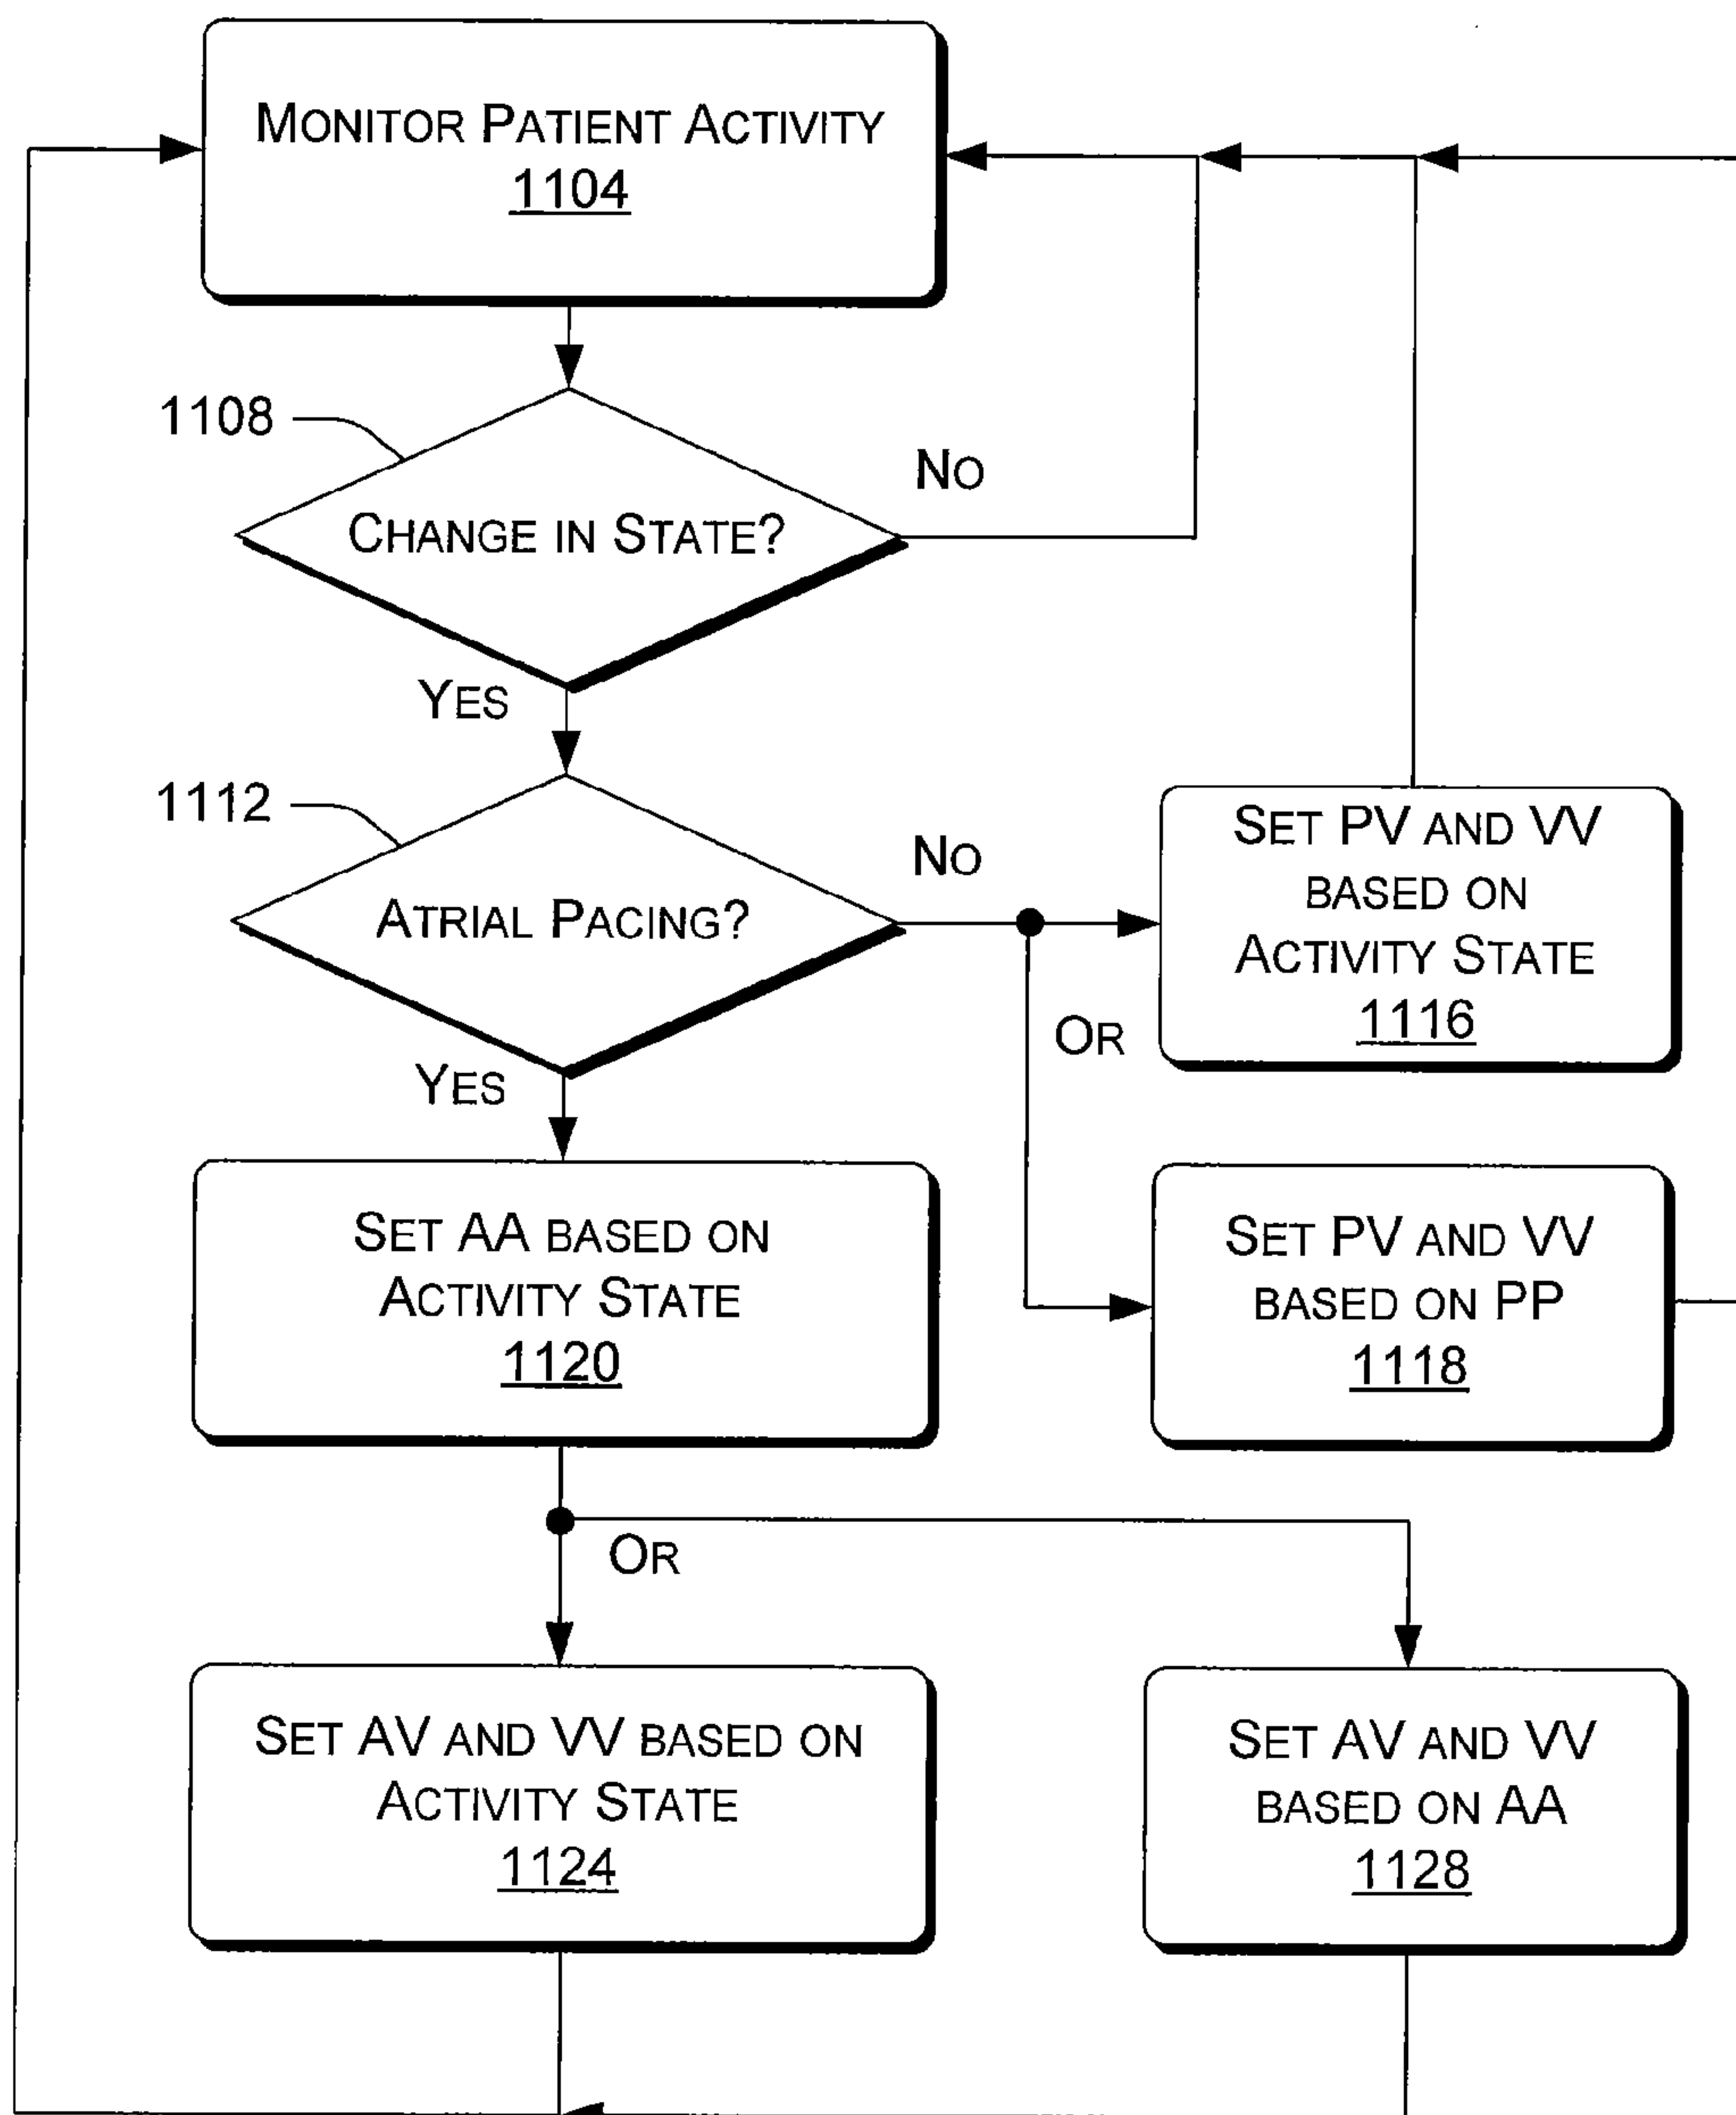 MONITOR PATIENT ACTIVITY
1104
1108
CHANGE IN STATE?
NO
YES
1112
ATRIAL PACING?
NO
YES
OR
SET PV AND VV
BASED ON
ACTIVITY STATE
1116
SET AA BASED ON
ACTIVITY STATE
1120
SET PV AND VV
BASED ON PP
1118
OR
SET AV AND VV BASED ON
ACTIVITY STATE
1124
SET AV AND VV
BASED ON AA
1128